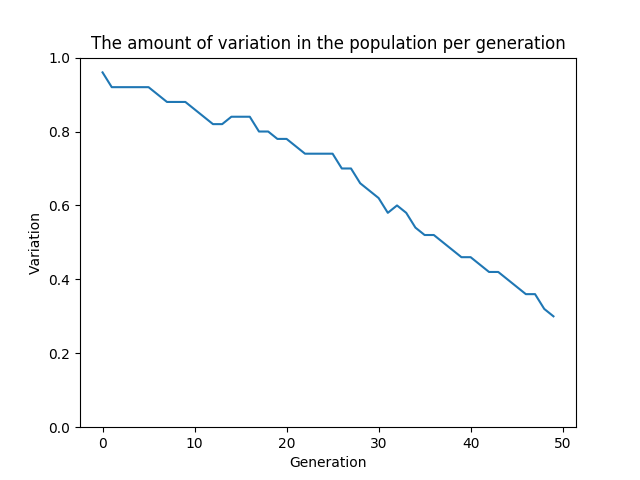 The amount of variation in the population per generation
1.0
0.8
0.6
0.4
0.2
0.0
Variation
0 10 20 30 40 50
Generation